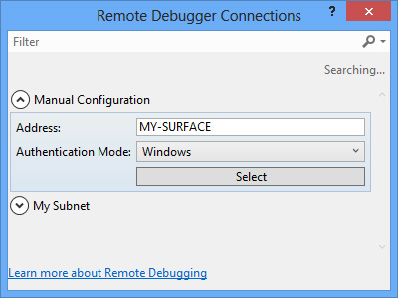 Remote Debugger Connections
Filter
Searching...
Manual Configuration
Address: MY-SURFACE
Authentication Mode: Windows
Select
My Subnet
Learn more about Remote Debugging